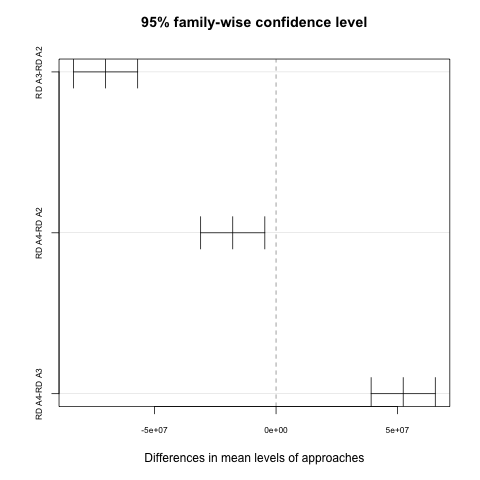 95% family-wise confidence level
RD A3-RD A2
RD A4-RD A2
RD A4-RD A3
-5e+07 0e+00 5e+07
Differences in mean levels of approaches